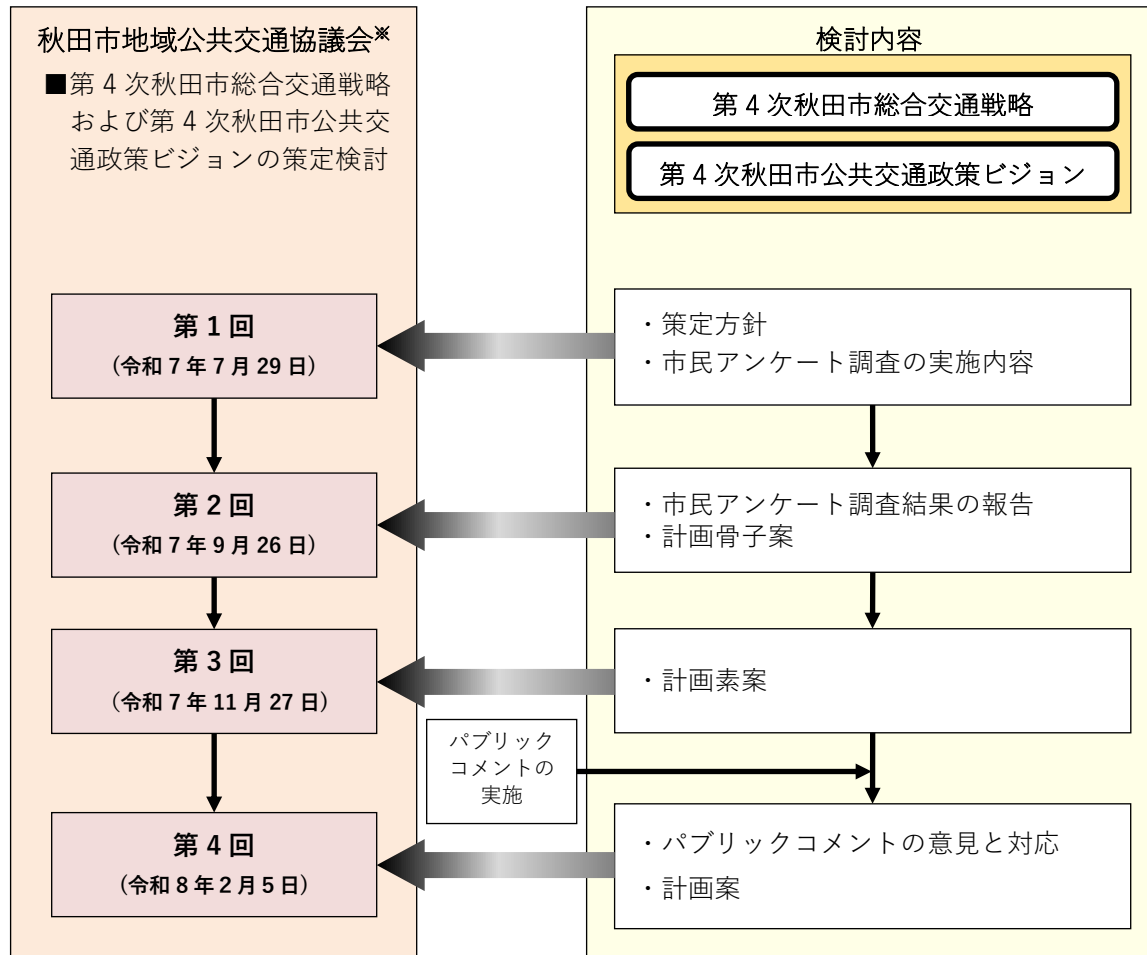 秋田市地域公共交通協議会※
■第4次秋田市総合交通戦略
および第4次秋田市公共交
通政策ビジョンの策定検討
検討内容
第4次秋田市総合交通戦略
第4次秋田市公共交通政策ビジョン
第1回
(令和7年7月29日)
・策定方針
・市民アンケート調査の実施内容
第2回
(令和7年9月26日)
・市民アンケート調査結果の報告
・計画骨子案
第3回
(令和7年11月27日)
・計画素案
パブリック
コメントの
実施
第4回
(令和8年2月5日)
・パブリックコメントの意見と対応
・計画案